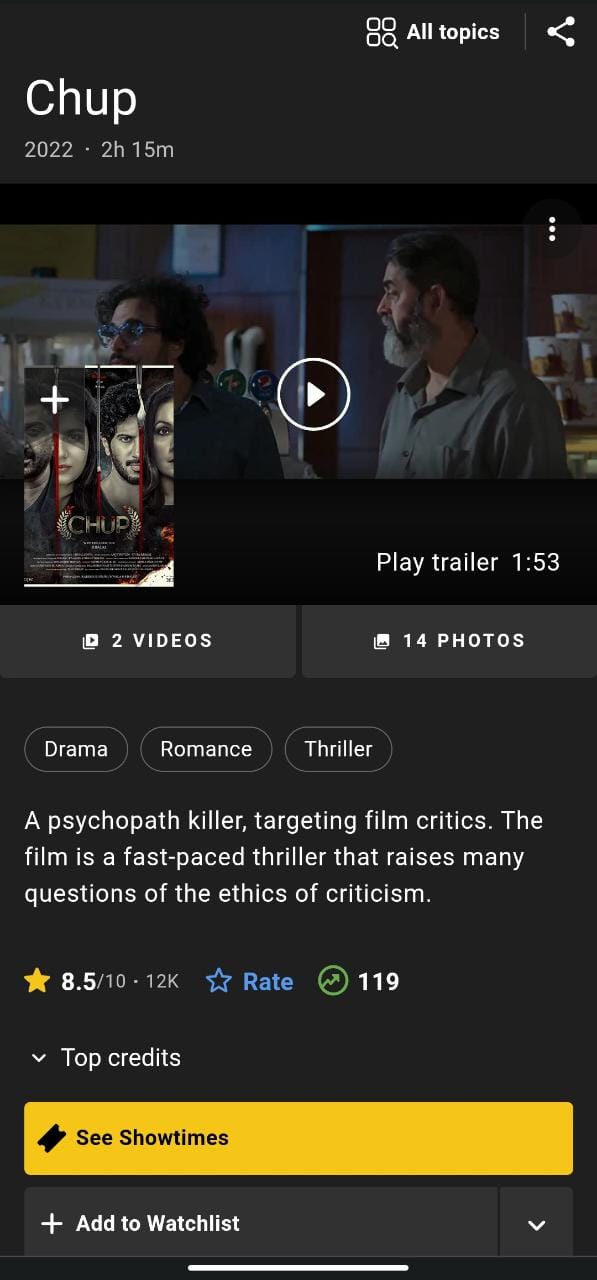 All topics
Chup
2022 · 2h 15m
CHUP
Play trailer 1:53
2 VIDEOS
14 PHOTOS
Drama
Romance
Thriller
A psychopath killer, targeting film critics. The
film is a fast-paced thriller that raises many
questions of the ethics of criticism.
8.5/10 · 12K
Rate
119
Top credits
See Showtimes
Add to Watchlist